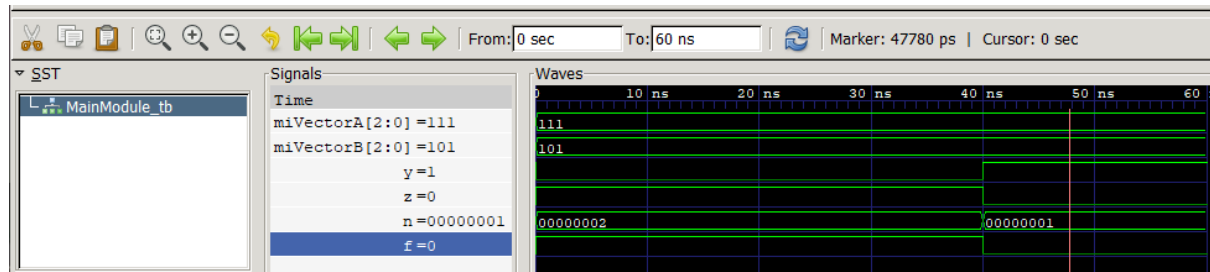 From: 0 sec To: 60 ns Marker: 47780 ps | Cursor: 0 sec
SST
MainModule_tb
Signals
Time
miVectorA[2:0] =111
miVectorB[2:0] =101
y =1
z =0
n =00000001
f =0
Waves
0 10 ns 20 ns 30 ns 40 ns 50 ns 60
111
101
00000002 00000001